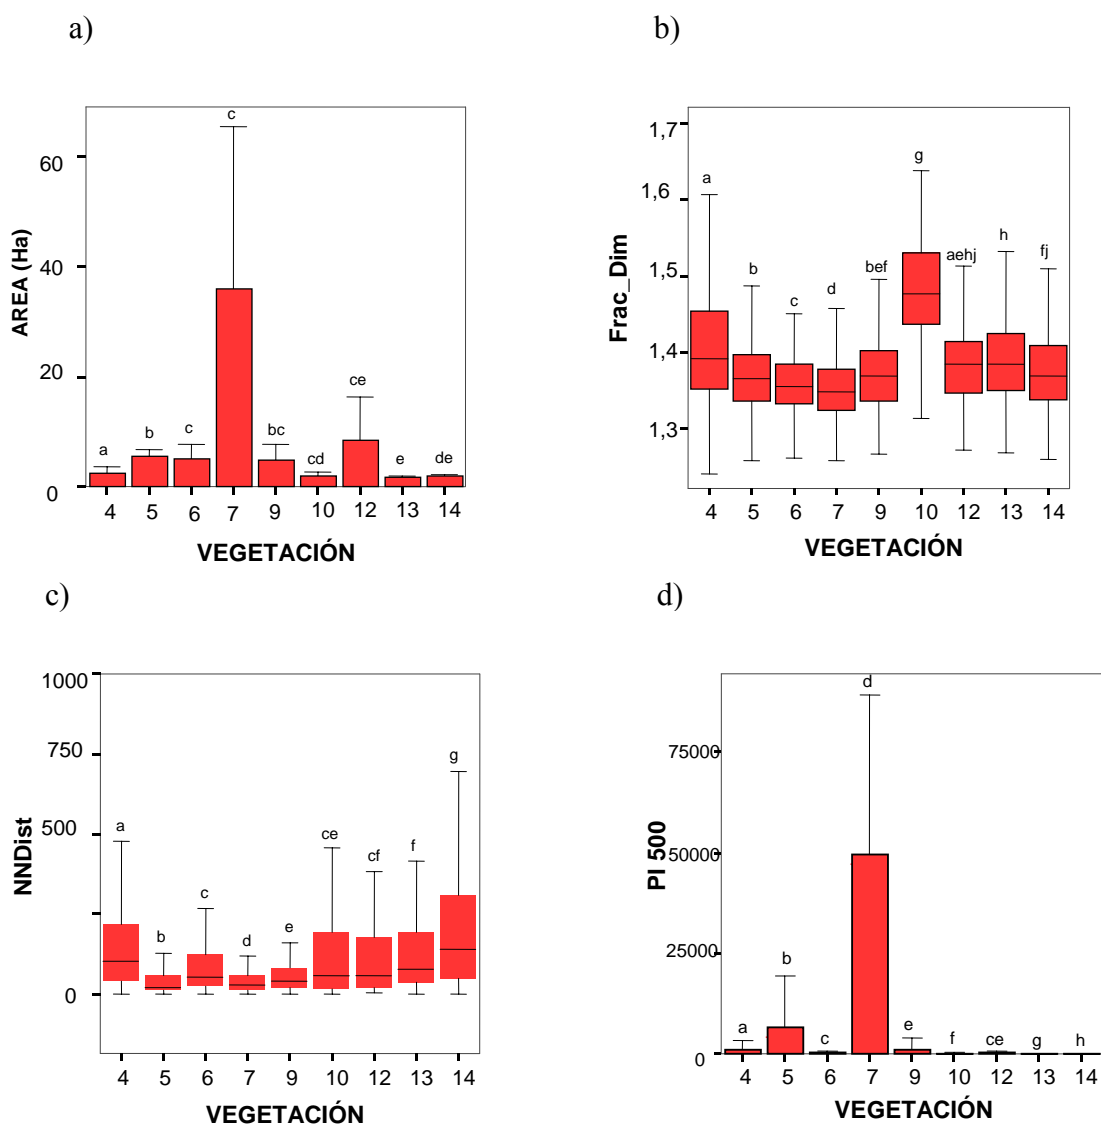 a)
AREA (Ha)
60
40
20
0
a
b
c
c
bc
cd
ce
e
de
4 5 6 7 9 10 12 13 14
VEGETACIÓN
b)
Frac_Dim
1,7
1,6
1,5
1,4
1,3
a
b
c
d
bef
g
aehj
h
fj
4 5 6 7 9 10 12 13 14
VEGETACIÓN
c)
NNDist
1000
750
500
0
a
b
c
d
e
ce
cf
f
g
4 5 6 7 9 10 12 13 14
VEGETACIÓN
d)
PI 500
75000
50000
25000
0
a
b
c
d
e
f
ce
g
h
4 5 6 7 9 10 12 13 14
VEGETACIÓN